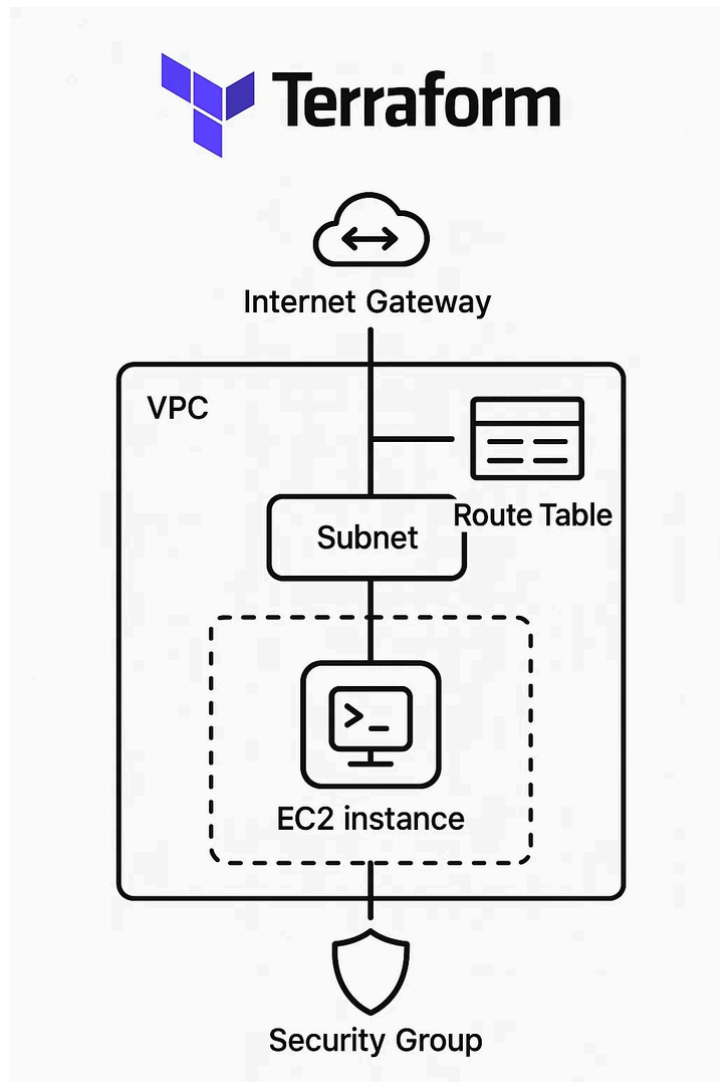 Terraform
Internet Gateway
VPC
Route Table
Subnet
>_
EC2 instance
Security Group